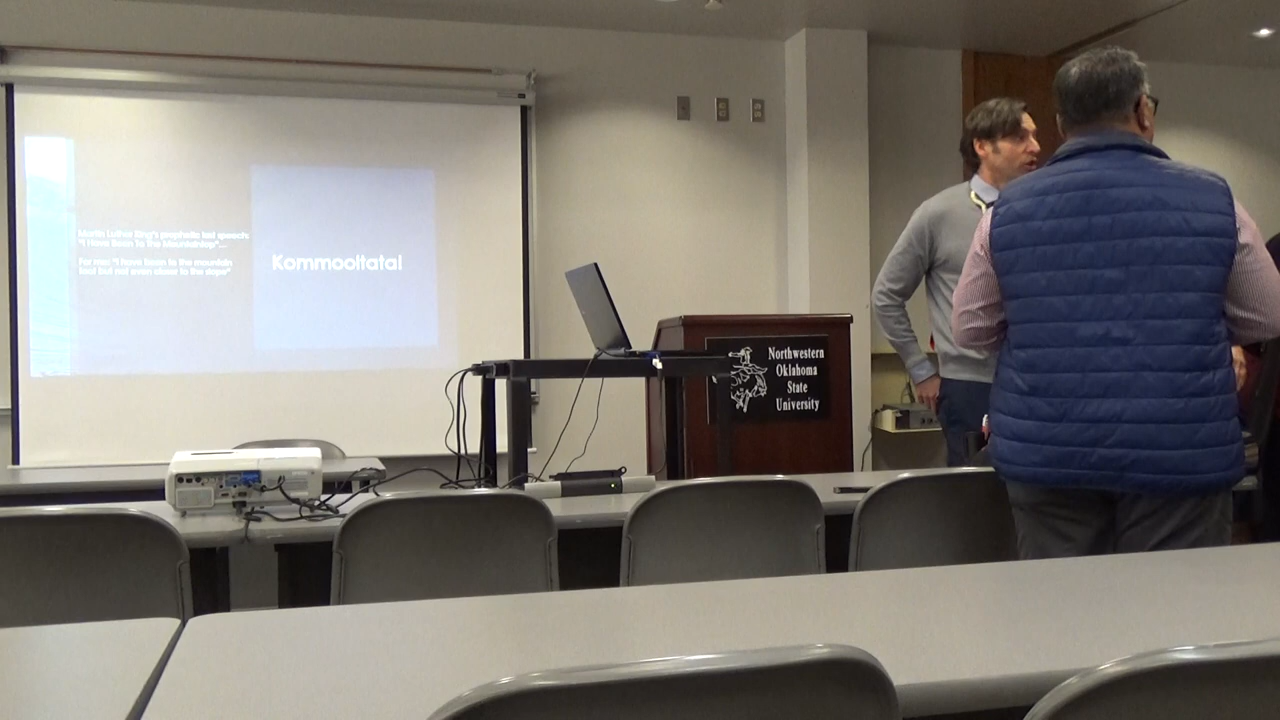 Martin Luther King's prophetic last speech:
"I Have Been To the Mountaintop"...
For me: "I have been to the mountain
but not even close to the slope"
Kommooltatal
Northwestern
Oklahoma
State
University